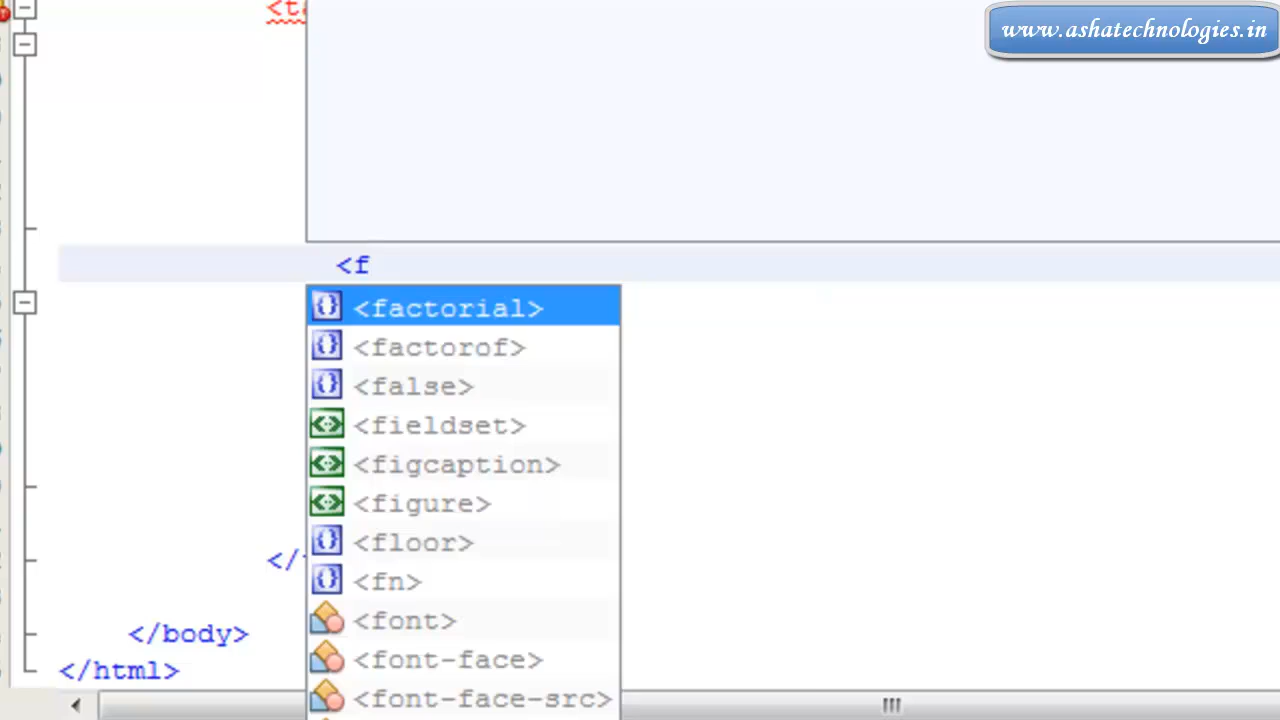 <ta
www.ashatechnologies.in
<f
<factorial>
<factorof>
<false>
<fieldset>
<figcaption>
<figure>
<floor>
<fn>
<font>
<font-face>
<font-face-src>
</
</body>
</html>